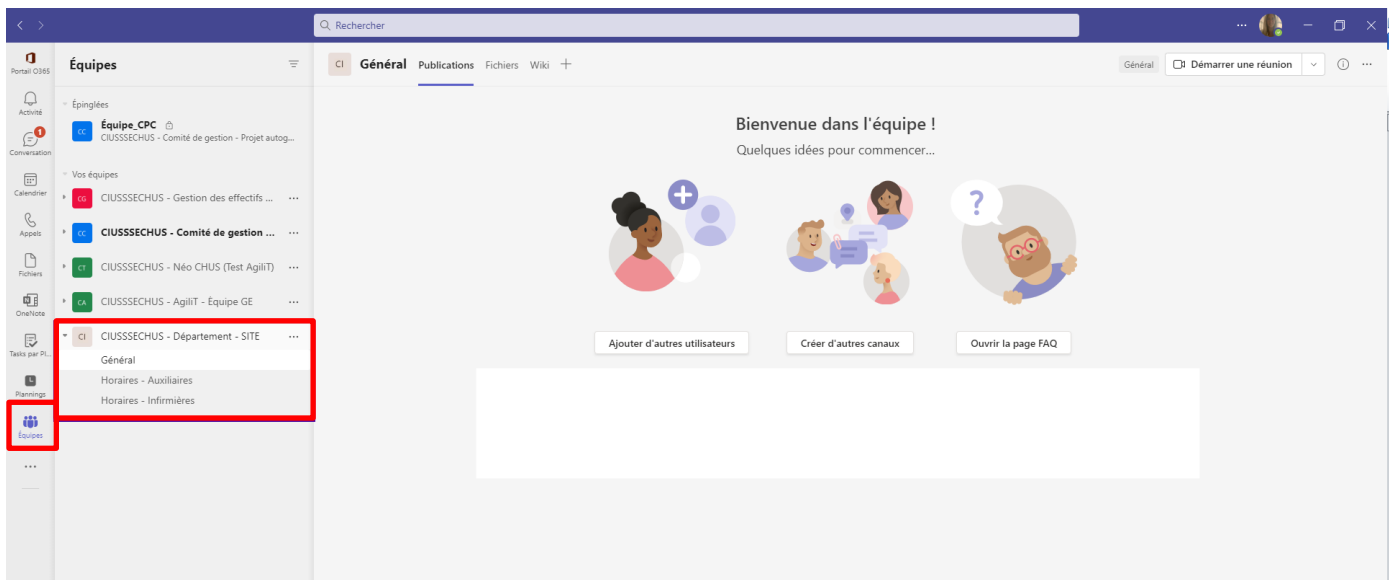 Rechercher
Portail O365
Activité
1
Conversation
Calendrier
Appels
Fichiers
OneNote
Tasks par Pl...
Plannings
Équipes
Équipes
Épinglées
CC
Équipe_CPC
CIUSSSECHUS - Comité de gestion - Projet autog...
Vos équipes
CG CIUSSSECHUS - Gestion des effectifs ...
CC CIUSSSECHUS - Comité de gestion ...
CT CIUSSSECHUS - Néo CHUS (Test AgiliT)
CA CIUSSSECHUS - AgiliT - Équipe GE
CI CIUSSSECHUS - Département - SITE
Général
Horaires - Auxiliaires
Horaires - Infirmières
CI Général Publications Fichiers Wiki
Général Démarrer une réunion
Bienvenue dans l'équipe !
Quelques idées pour commencer...
?
Ajouter d'autres utilisateurs
Créer d'autres canaux
Ouvrir la page FAQ